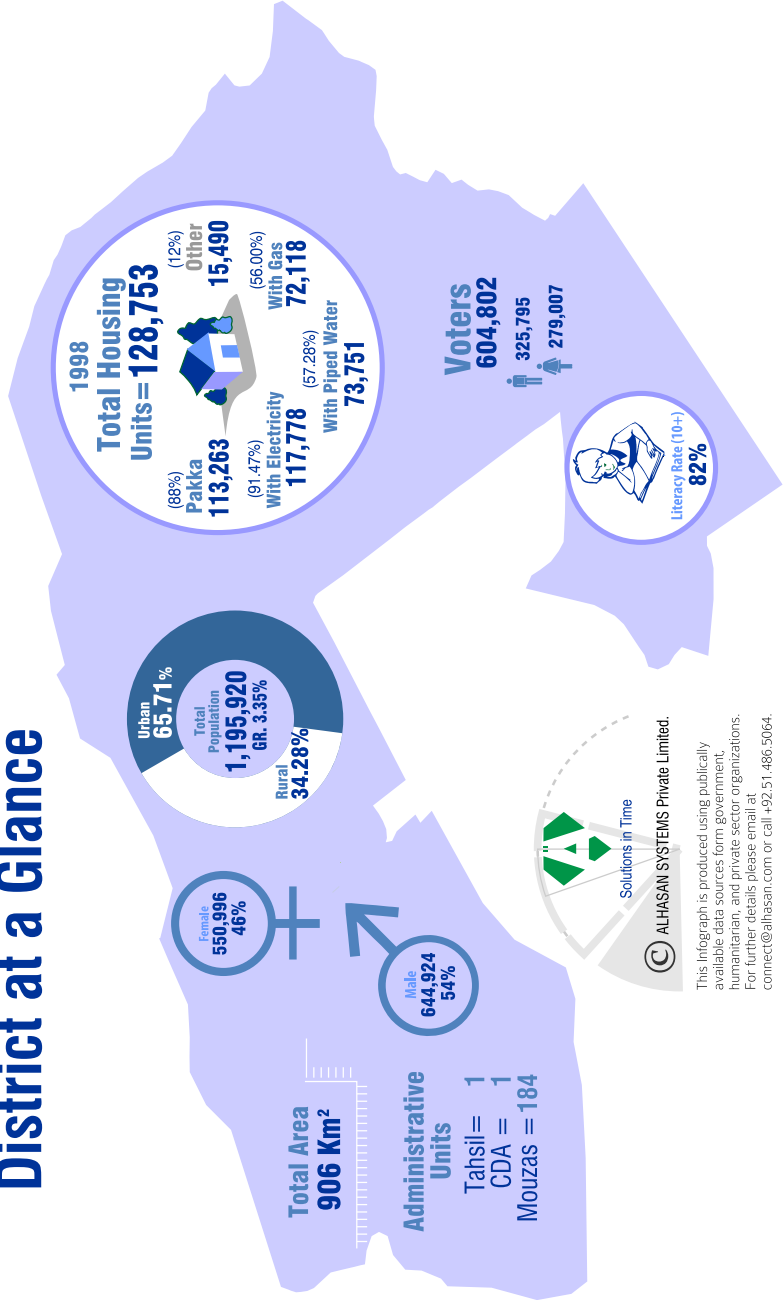 District at a Glance
Total Area
906 Km²
Administrative
Units
Tahsil= 1
CDA = 1
Mouzas = 184
Female
550,996
46%
Male
644,924
54%
Urban
65.71%
Total
Population
1,195,920
GR. 3.35%
Rural
34.28%
1998
Total Housing
Units=128,753
(88%)
Pakka
113,263
(12%)
Other
15,490
(91.47%)
With Electricity
117,778
(57.28%)
With Piped Water
73,751
(56.00%)
With Gas
72,118
Voters
604,802
325,795
279,007
Literacy Rate (10+)
82%
Solutions in Time
© ALHASAN SYSTEMS Private Limited.
This Infograph is produced using publically
available data sources form government,
humanitarian, and private sector organizations.
For further details please email at
connect@alhasan.com or call +92.51.486.5064.